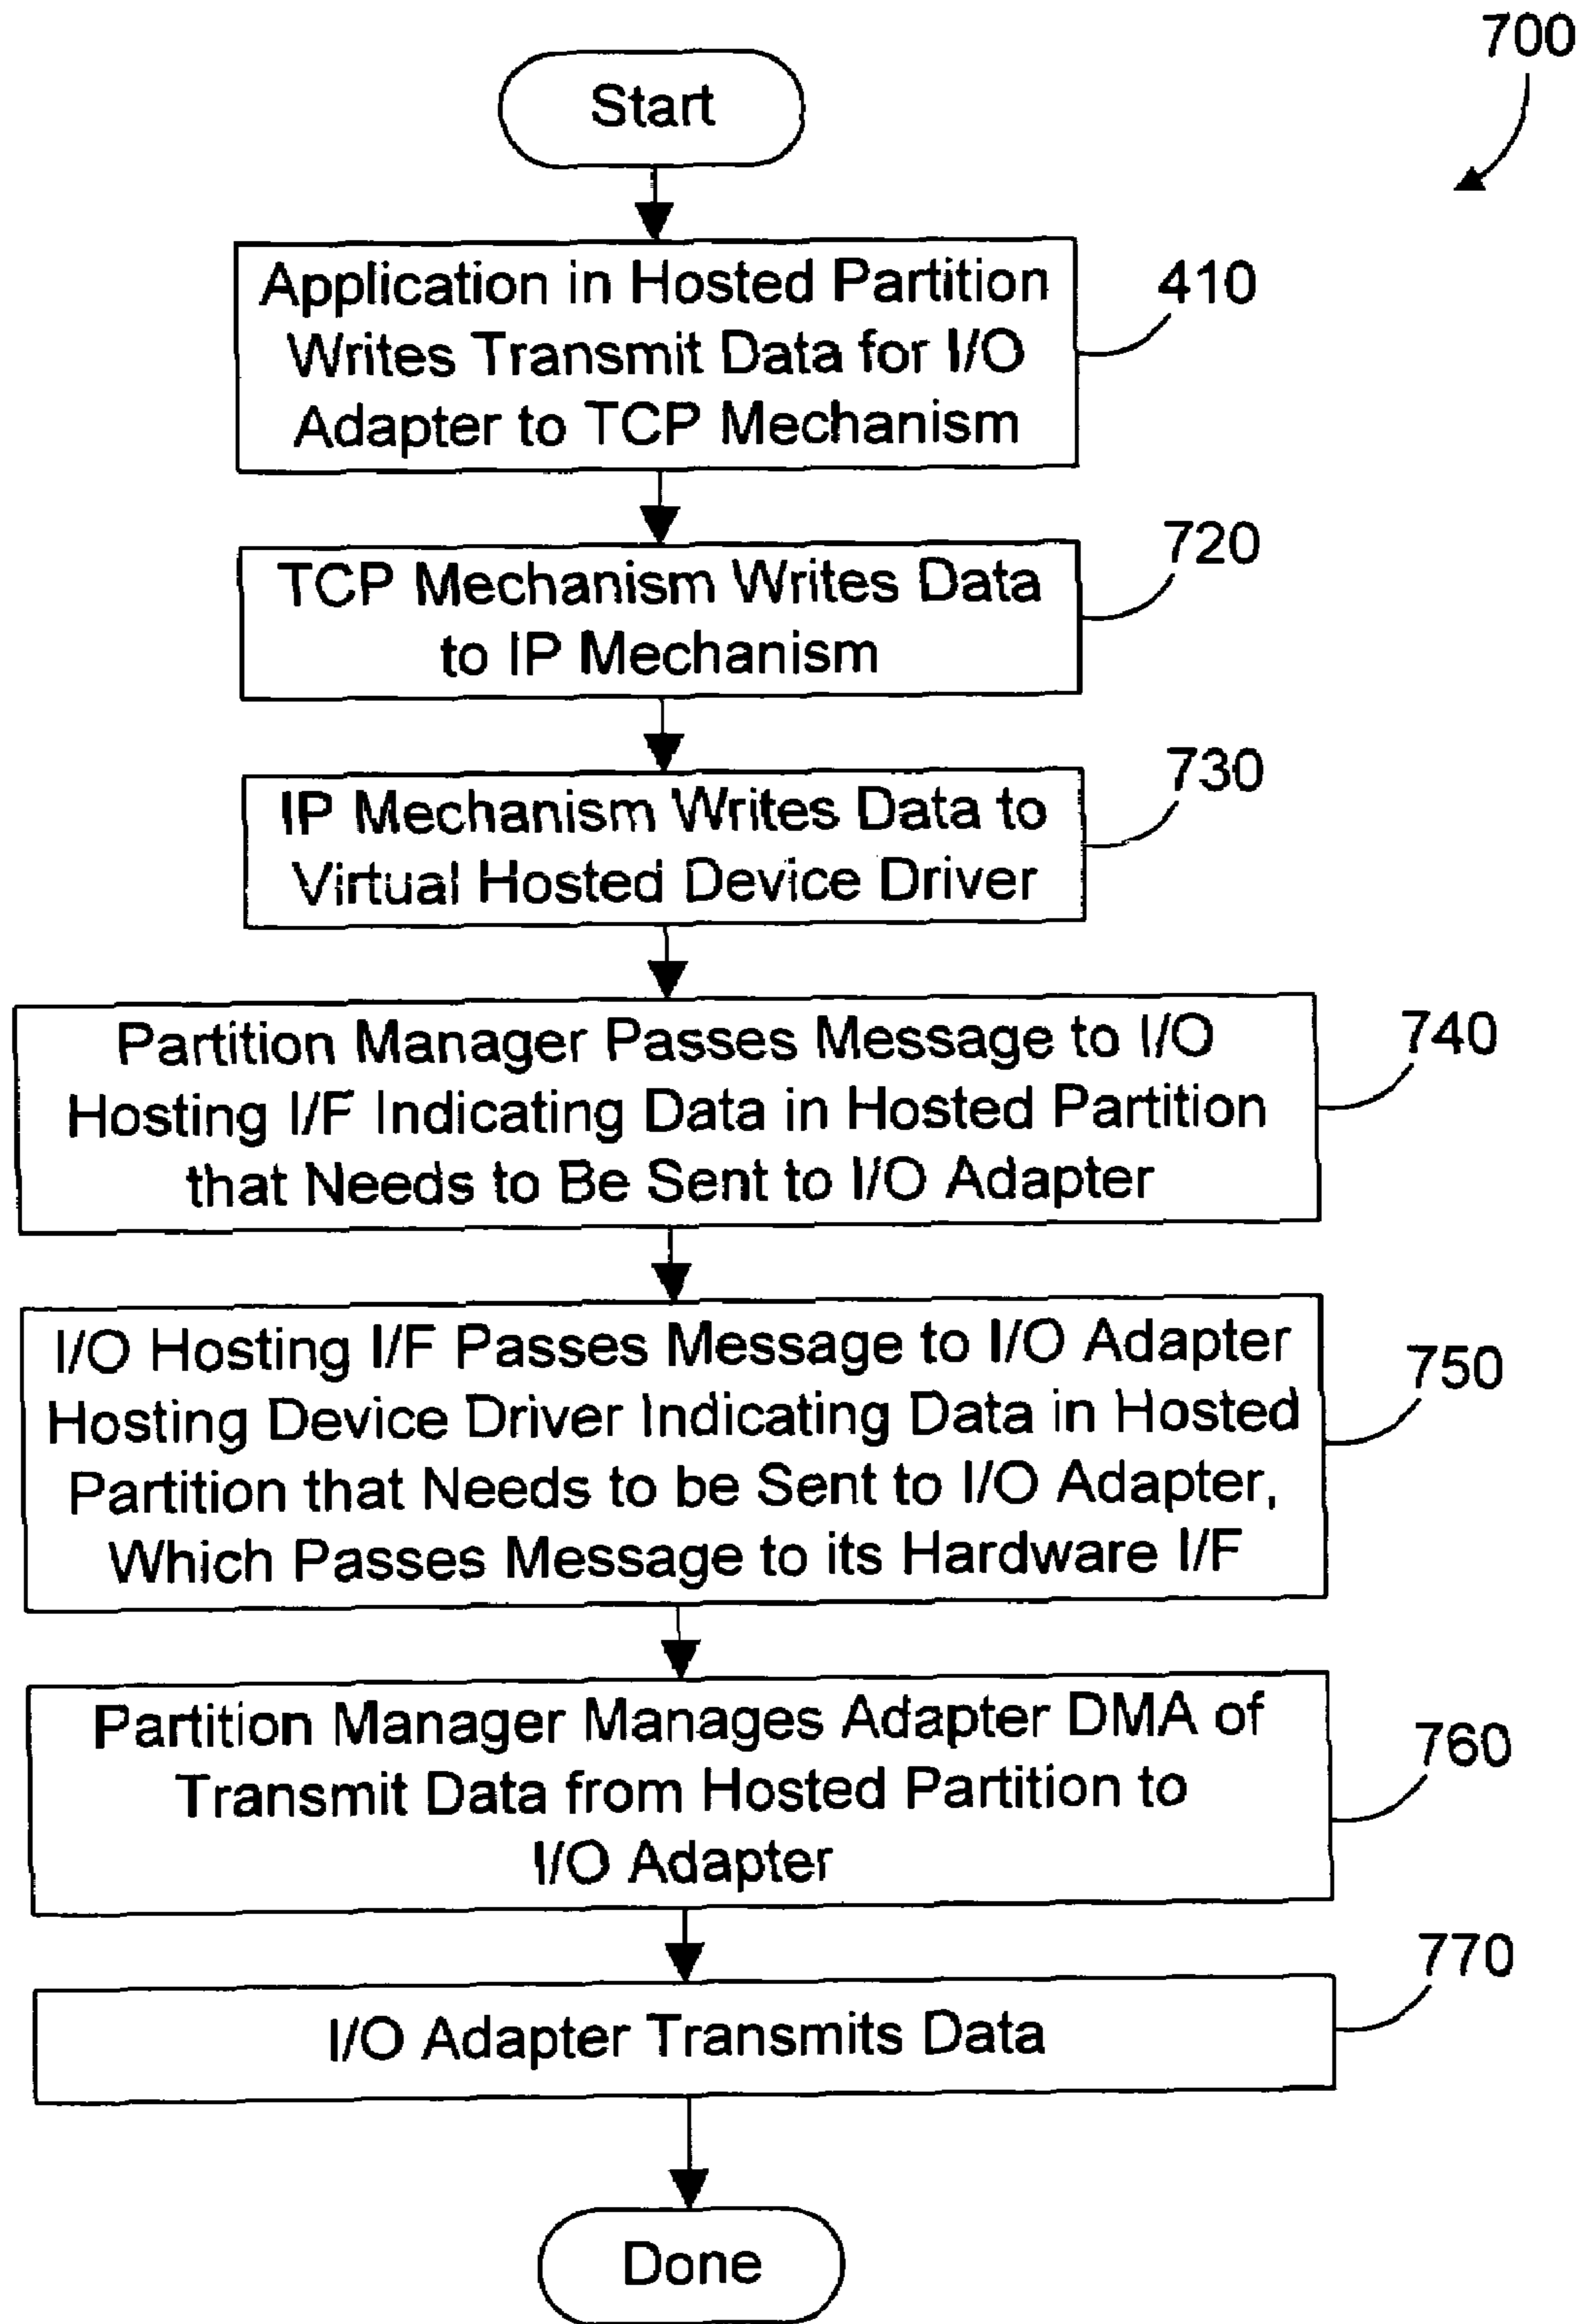 700
Start
Application in Hosted Partition
410
Writes Transmit Data for I/O
Adapter to TCP Mechanism
720
TCP Mechanism Writes Data
to IP Mechanism
730
IP Mechanism Writes Data to
Virtual Hosted Device Driver
740
Partition Manager Passes Message to I/O
Hosting I/F Indicating Data in Hosted Partition
that Needs to Be Sent to I/O Adapter
I/O Hosting I/F Passes Message to I/O Adapter
750
Hosting Device Driver Indicating Data in Hosted
Partition that Needs to be Sent to I/O Adapter,
Which Passes Message to its Hardware I/F
Partition Manager Manages Adapter DMA of
760
Transmit Data from Hosted Partition to
I/O Adapter
770
I/O Adapter Transmits Data
Done